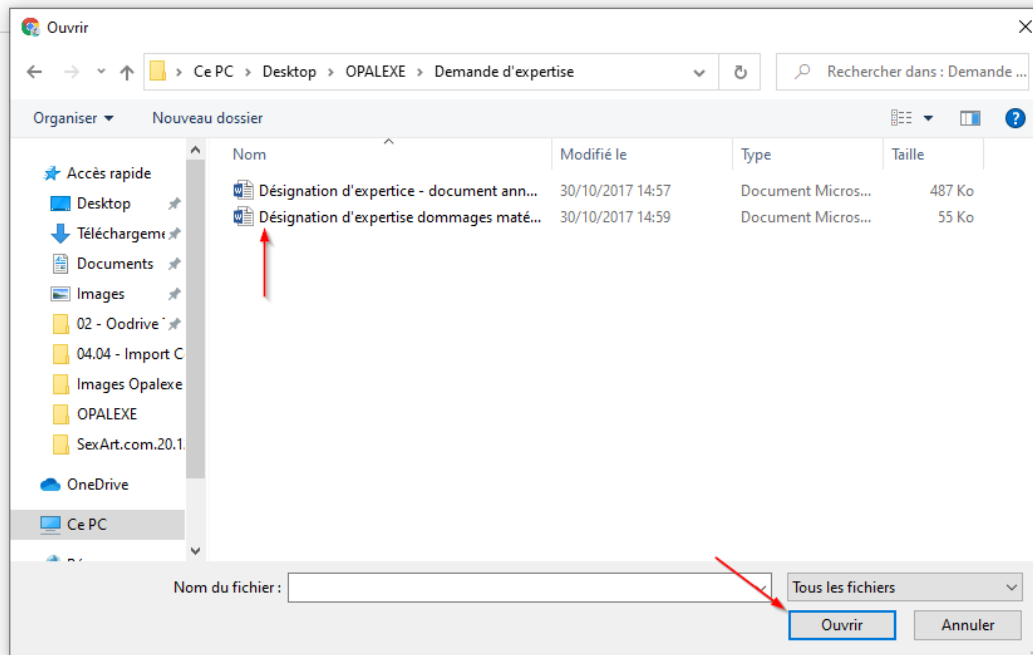 Ouvrir
Ce PC > Desktop > OPALEXE > Demande d'expertise
Rechercher dans : Demande ...
Organiser
Nouveau dossier
Nom Modifié le Type Taille
Désignation d'expertice - document ann... 30/10/2017 14:57 Document Micros... 487 Ko
Désignation d'expertise dommages maté... 30/10/2017 14:59 Document Micros... 55 Ko
Accès rapide
Desktop
Téléchargeme
Documents
Images
02 - Oodrive
04.04 - Import C
Images Opalexe
OPALEXE
SexArt.com.20.1
OneDrive
Ce PC
Nom du fichier :
Tous les fichiers
Ouvrir
Annuler